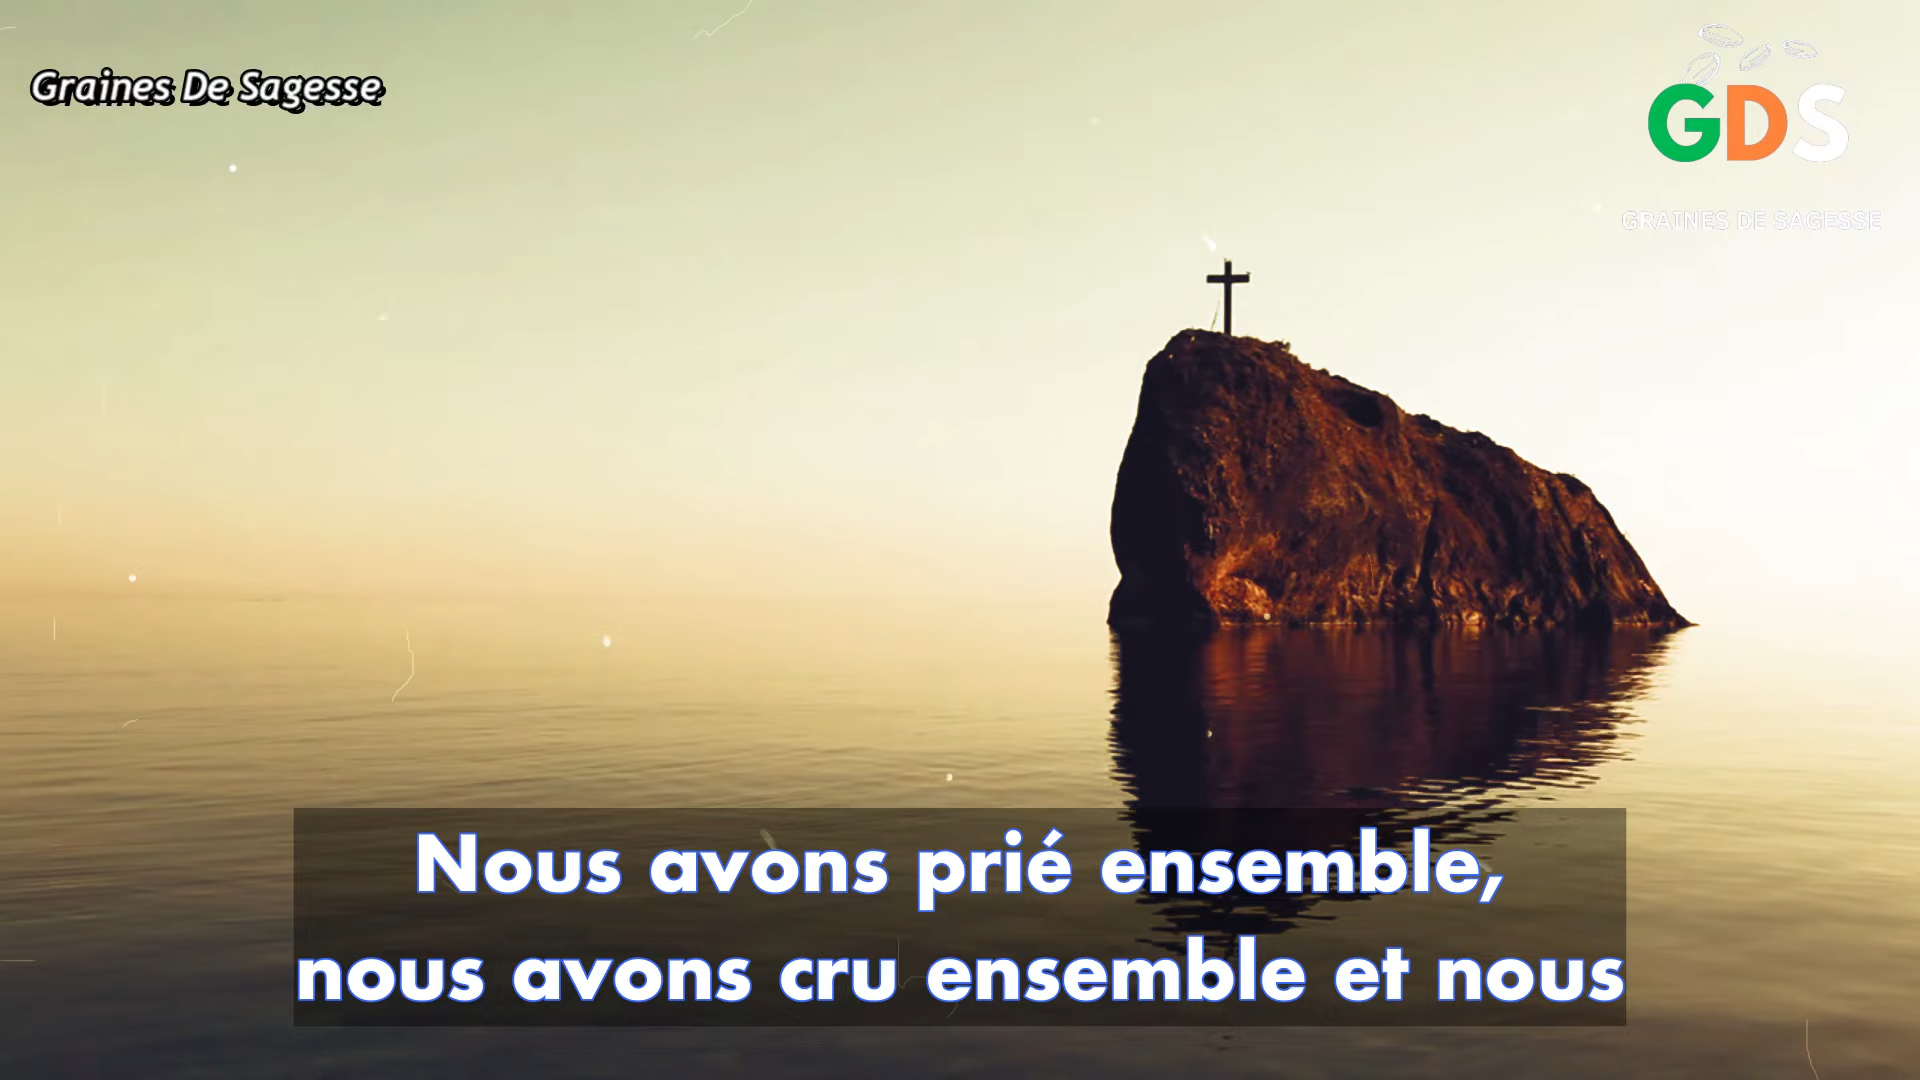 Graines De Sagesse
GDS
GRAINES DE SAGESSE
Nous avons prié ensemble,
nous avons cru ensemble et nous